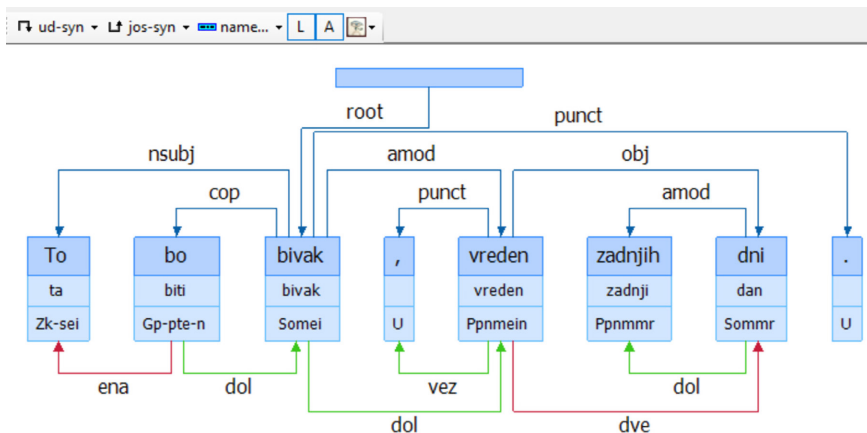 ud-syn jos-syn name... L A
root punct
nsubj amod obj
cop punct amod
To bo bivak , vreden zadnjih dni .
ta biti bivak vreden zadnji dan
Zk-sei Gp-pte-n Somei U Ppnmein Ppnmmr Sommr U
ena dol vez dol
dol dve